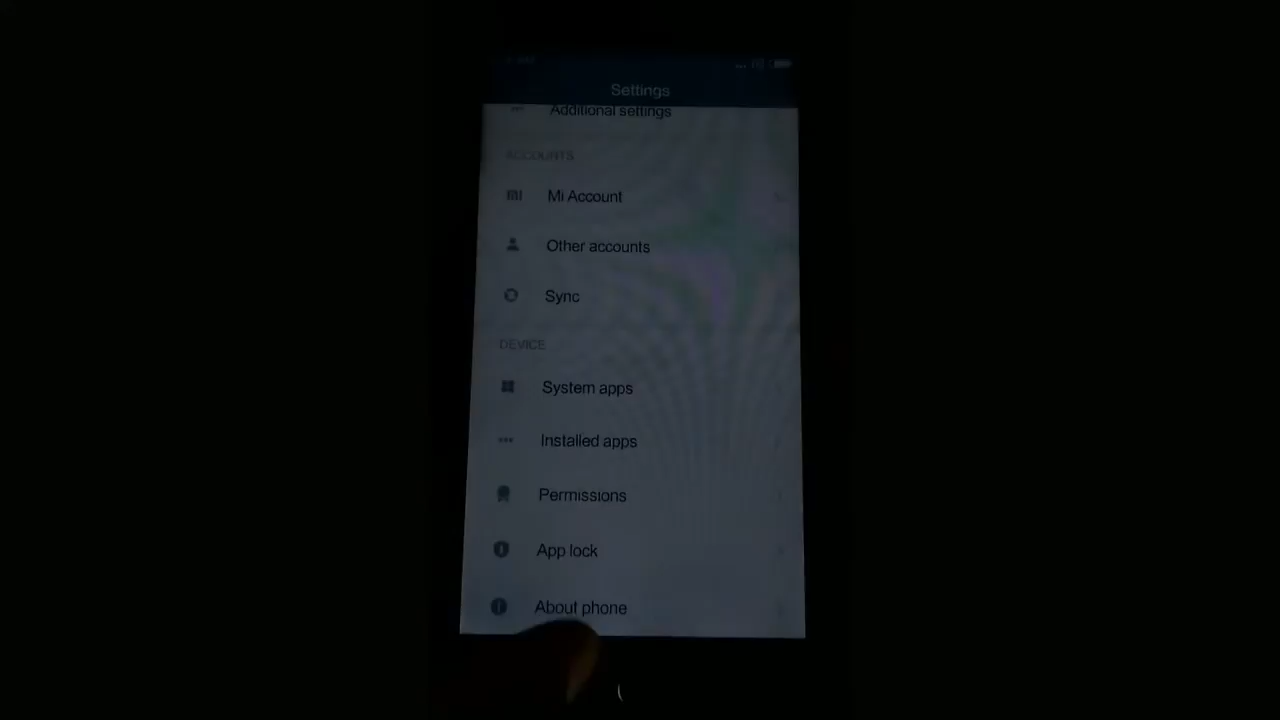 Settings
Additional settings
ACCOUNTS
Mi Account
Other accounts
Sync
DEVICE
System apps
Installed apps
Permissions
App lock
About phone